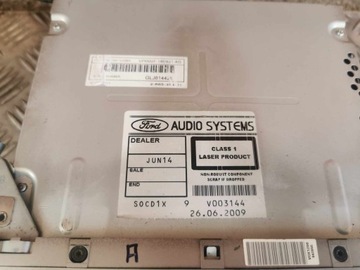 Ford
AUDIO SYSTEMS
DEALER
JUN14
SALE
END
CLASS 1
LASER PRODUCT
NON-REBUILT COMPONENT
SCRAP IF DROPPED
SOCD1X 9 V003144
26.06.2009
A